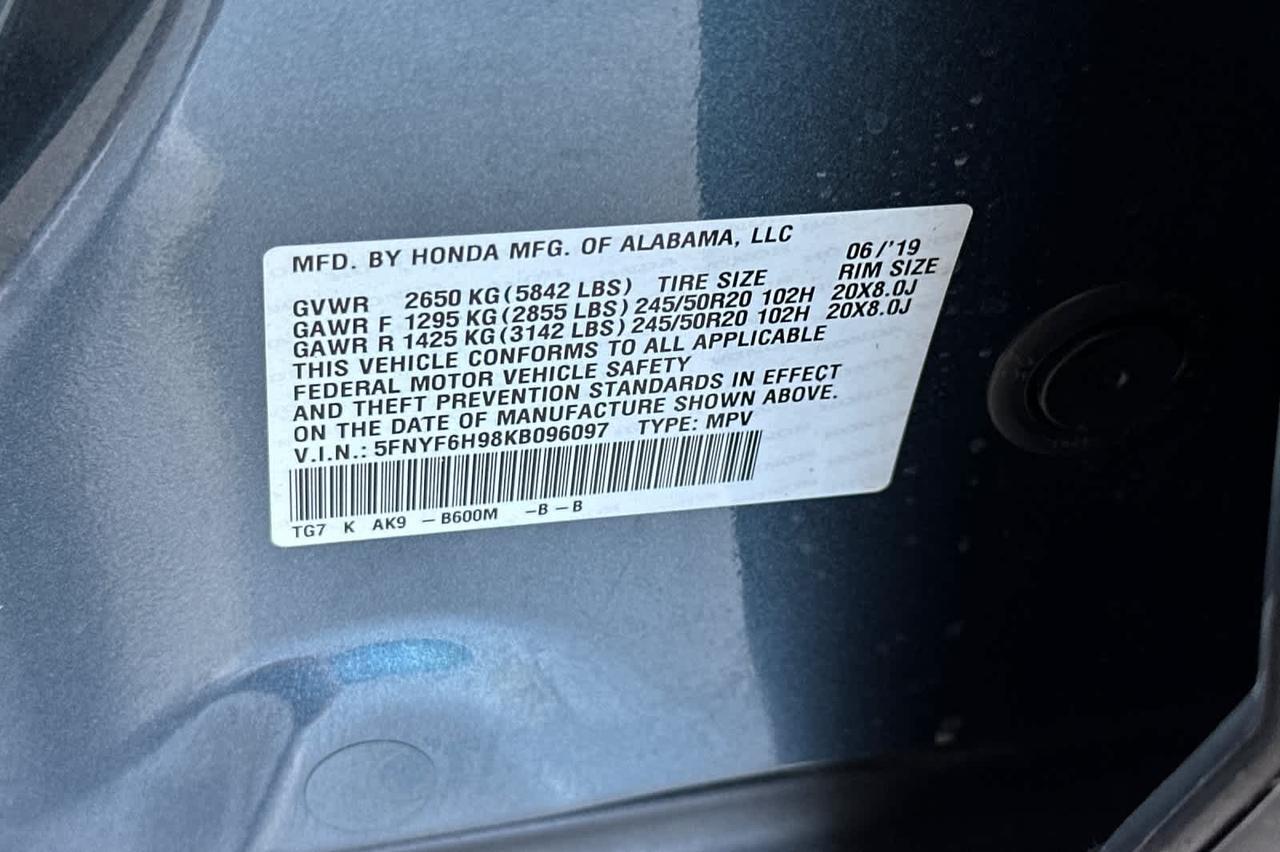 MFD. BY HONDA MFG. OF ALABAMA, LLC 06/'19
GVWR 2650 KG (5842 LBS) TIRE SIZE RIM SIZE
GAWR F 1295 KG (2855 LBS) 245/50R20 102H 20X8.0J
GAWR R 1425 KG (3142 LBS) 245/50R20 102H 20X8.0J
THIS VEHICLE CONFORMS TO ALL APPLICABLE
FEDERAL MOTOR VEHICLE SAFETY
AND THEFT PREVENTION STANDARDS IN EFFECT
ON THE DATE OF MANUFACTURE SHOWN ABOVE.
V.I.N.: 5FNYF6H98KB096097 TYPE: MPV
TG7 K AK9 –B600M –B –B